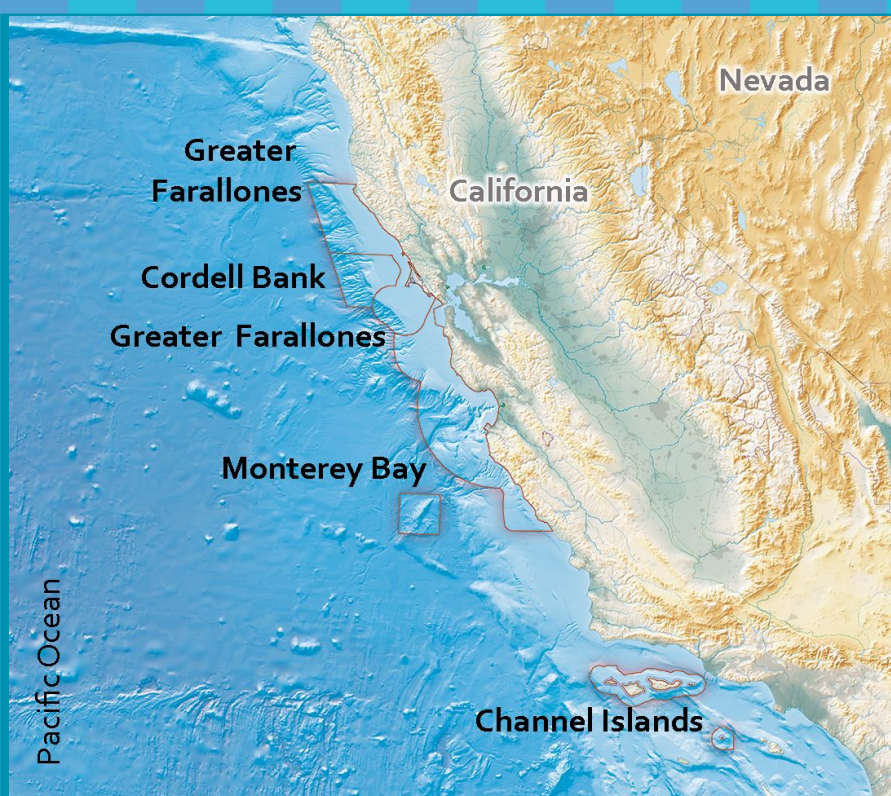 Nevada
Greater
Farallones
California
Cordell Bank
Greater Farallones
Monterey Bay
Pacific Ocean
Channel Islands